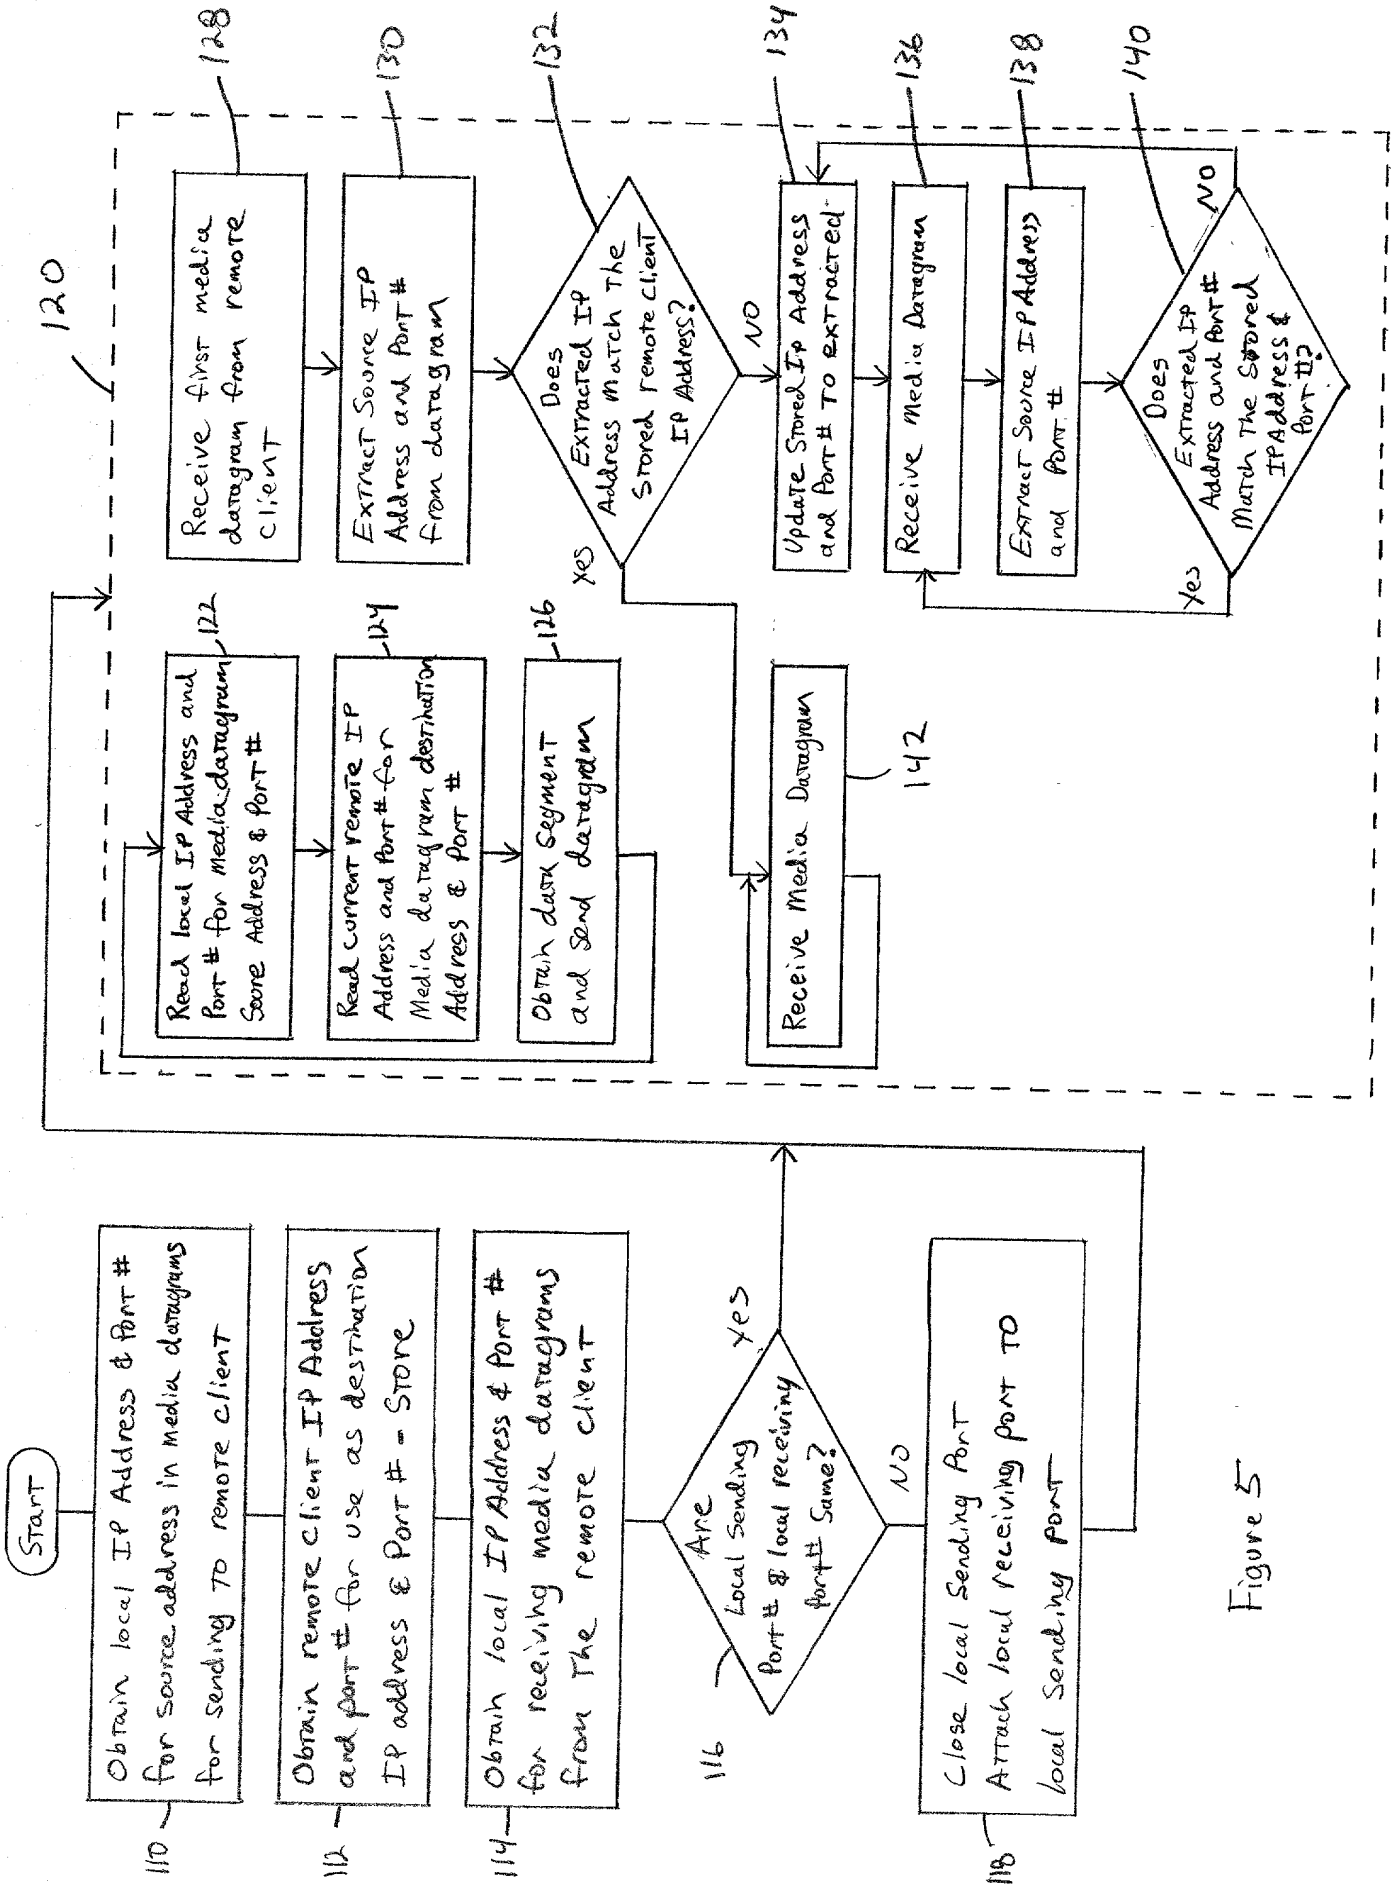 Start
Obtain local IP Address & Port #
for source address in media datagrams
for sending to remote client
110
Obtain remote client IP Address
and port # for use as destination
IP address & Port # - Store
112
Obtain local IP Address & Port #
for receiving media datagrams
from the remote client
114
Are
Local Sending
Port # & local receiving
Port # Same?
116
Yes
NO
Close local Sending Port
Attach local receiving port to
local sending port
118
120
Read local IP Address and
Port # for Media datagram
Soure Address & Port #
122
Read current remote IP
Address and Port # for
Media datagram destination
Address & Port #
124
Obtain data segment
and send datagram
126
Receive first media
datagram from remote
client
128
Extract Source IP
Address and Port #
from datagram
130
Does
Extracted IP
Address match the
Stored remote client
IP Address?
132
Yes
NO
Update Stored IP Address
and Port # to extracted
134
Receive Media Datagram
136
Extract Source IP Address
and Port #
138
Does
Extracted IP
Address and Port #
Match the Stored
IP Address &
Port #?
140
Yes
NO
Receive Media Datagram
142
Figure 5